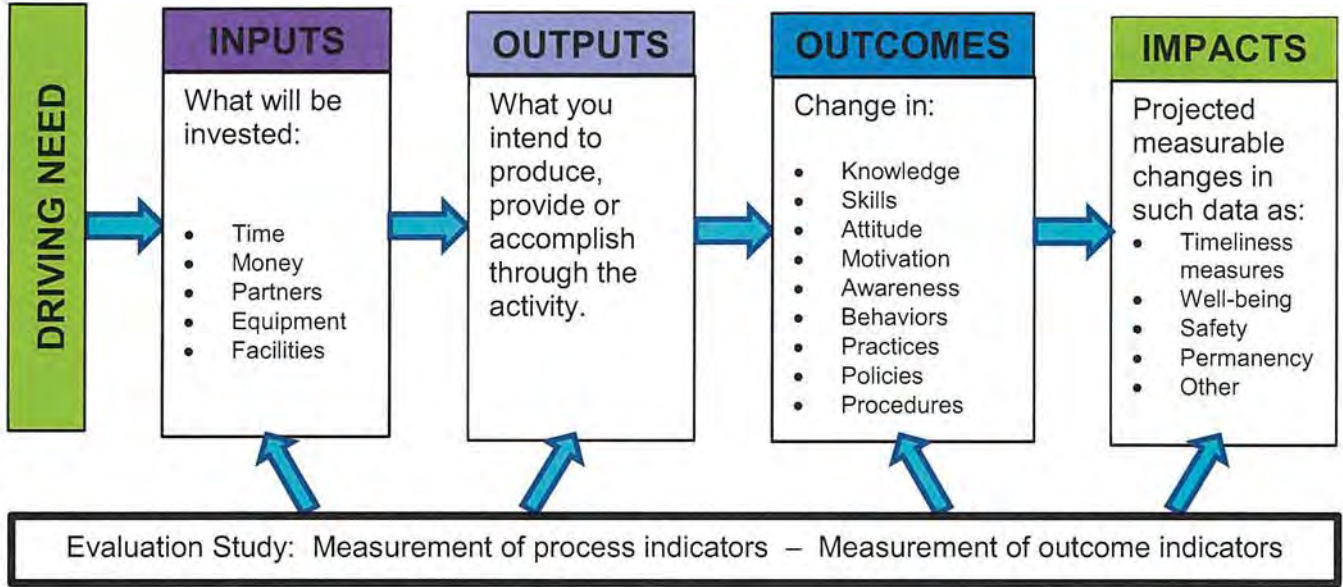 DRIVING NEED
INPUTS
What will be
invested:
• Time
• Money
• Partners
• Equipment
• Facilities
OUTPUTS
What you
intend to
produce,
provide or
accomplish
through the
activity.
OUTCOMES
Change in:
• Knowledge
• Skills
• Attitude
• Motivation
• Awareness
• Behaviors
• Practices
• Policies
• Procedures
IMPACTS
Projected
measurable
changes in
such data as:
• Timeliness
measures
• Well-being
• Safety
• Permanency
• Other
Evaluation Study: Measurement of process indicators – Measurement of outcome indicators